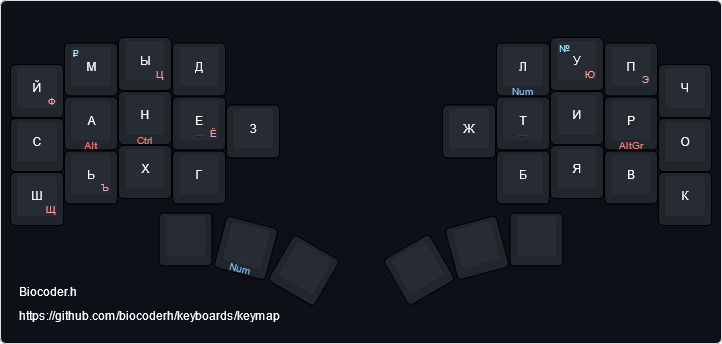 ₽ М Ы Ц Д Л Num № У Ю П Э
Й Ф Ч
А Alt Н Ctrl Е Ё З Ж Т И Р AltGr
С О
Ь Ъ Х Г Б Я В
Ш Щ К
Num
Biocoder.h
https://github.com/biocoderh/keyboards/keymap